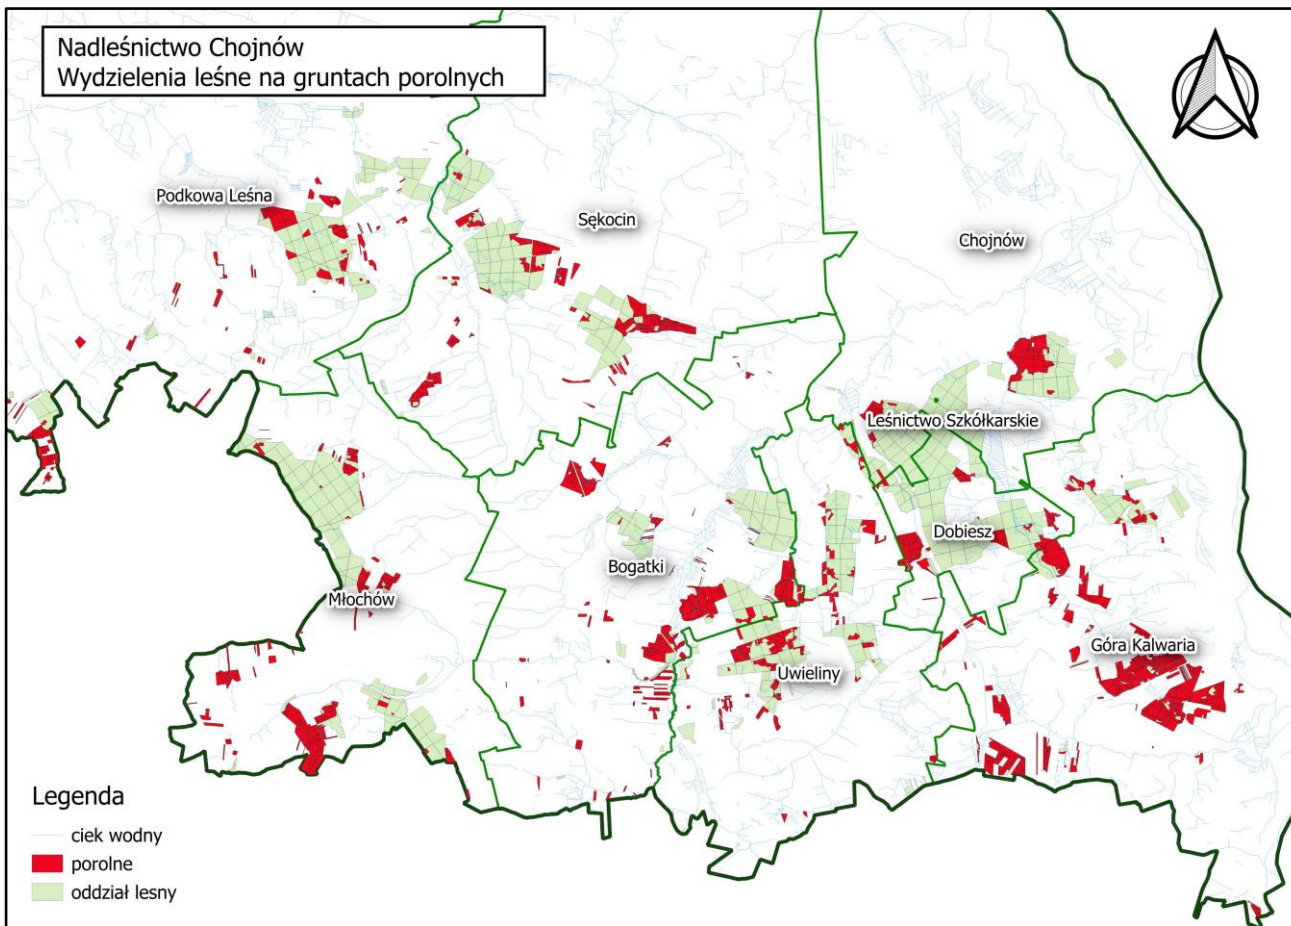 Nadleśnictwo Chojnów
Wydzielenia leśne na gruntach porolnych
Podkowa Leśna
Sękocin
Chojnów
Leśnictwo Szkółkarskie
Dobiesz
Bogatki
Młochów
Góra Kalwaria
Uwieliny
Legenda
ciek wodny
porolne
oddział lesny